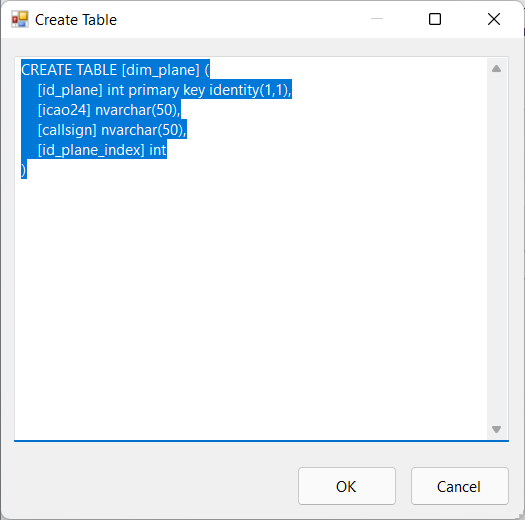 Create Table
CREATE TABLE [dim_plane] (
    [id_plane] int primary key identity(1,1),
    [icao24] nvarchar(50),
    [callsign] nvarchar(50),
    [id_plane_index] int
)
OK
Cancel